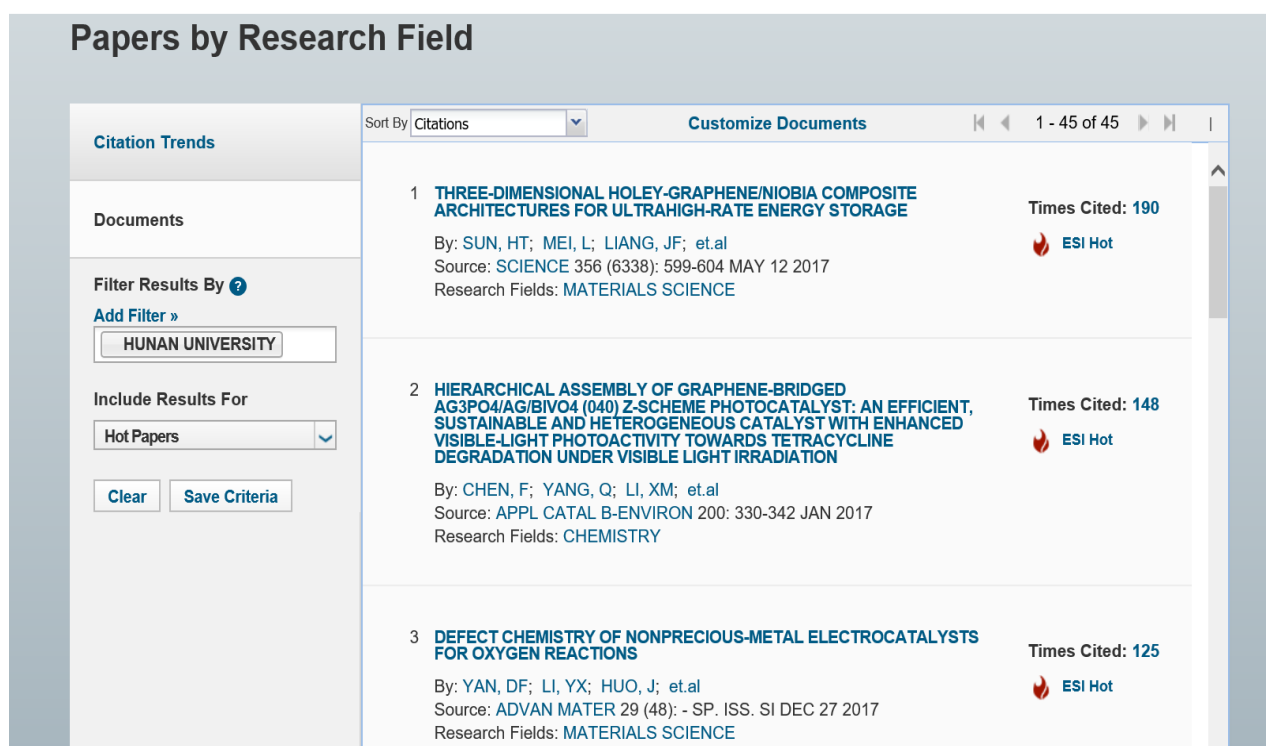 Papers by Research Field
Citation Trends
Documents
Filter Results By ?
Add Filter »
HUNAN UNIVERSITY
Include Results For
Hot Papers
Clear Save Criteria
Sort By Citations Customize Documents 1 - 45 of 45 |
1 THREE-DIMENSIONAL HOLEY-GRAPHENE/NIOBIA COMPOSITE
ARCHITECTURES FOR ULTRAHIGH-RATE ENERGY STORAGE
By: SUN, HT; MEI, L; LIANG, JF; et.al
Source: SCIENCE 356 (6338): 599-604 MAY 12 2017
Research Fields: MATERIALS SCIENCE
Times Cited: 190
ESI Hot
2 HIERARCHICAL ASSEMBLY OF GRAPHENE-BRIDGED
AG3PO4/AG/BIVO4 (040) Z-SCHEME PHOTOCATALYST: AN EFFICIENT,
SUSTAINABLE AND HETEROGENEOUS CATALYST WITH ENHANCED
VISIBLE-LIGHT PHOTOACTIVITY TOWARDS TETRACYCLINE
DEGRADATION UNDER VISIBLE LIGHT IRRADIATION
By: CHEN, F; YANG, Q; LI, XM; et.al
Source: APPL CATAL B-ENVIRON 200: 330-342 JAN 2017
Research Fields: CHEMISTRY
Times Cited: 148
ESI Hot
3 DEFECT CHEMISTRY OF NONPRECIOUS-METAL ELECTROCATALYSTS
FOR OXYGEN REACTIONS
By: YAN, DF; LI, YX; HUO, J; et.al
Source: ADVAN MATER 29 (48): - SP. ISS. SI DEC 27 2017
Research Fields: MATERIALS SCIENCE
Times Cited: 125
ESI Hot